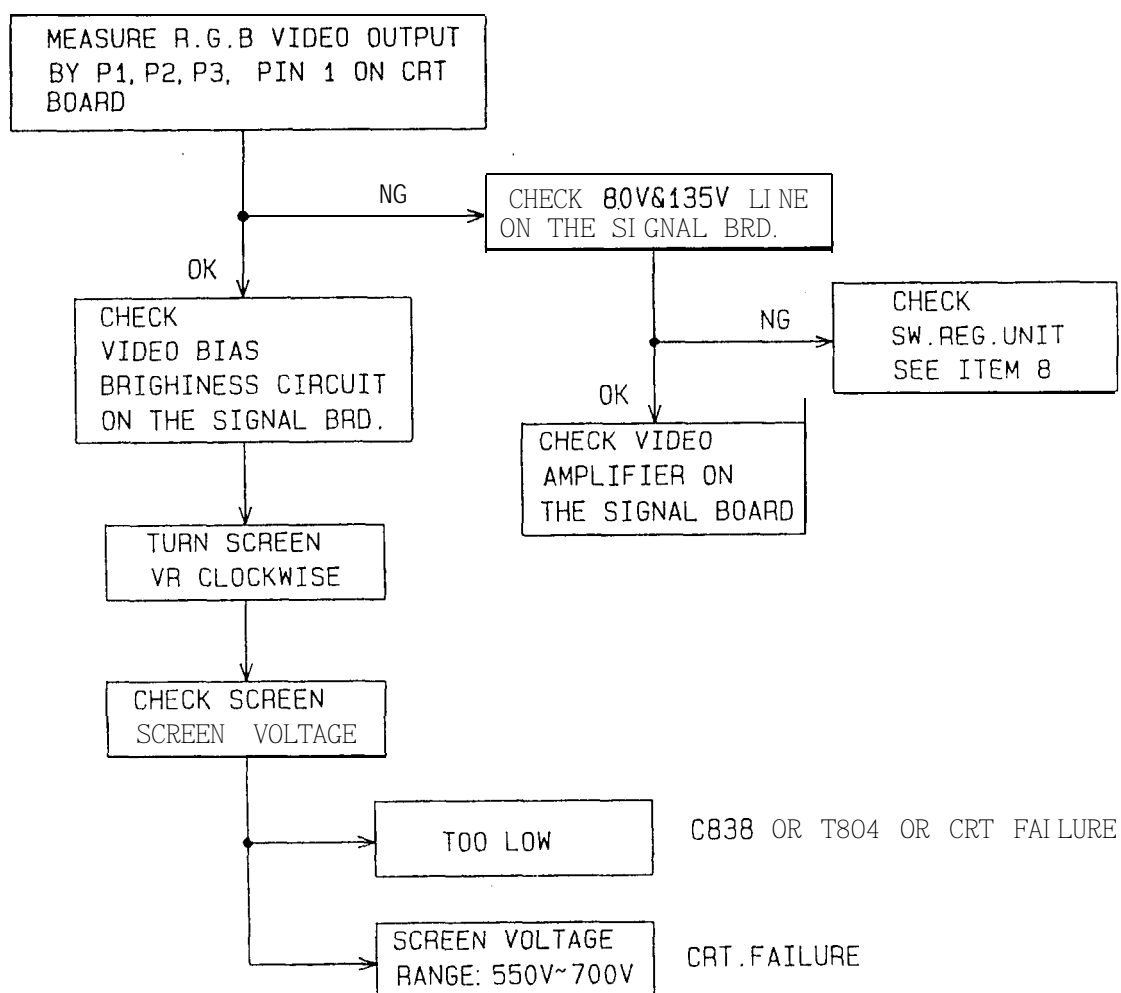 MEASURE R.G.B VIDEO OUTPUT
BY P1, P2, P3, PIN 1 ON CRT
BOARD
NG
CHECK 80V&135V LINE
ON THE SIGNAL BRD.
OK
CHECK
VIDEO BIAS
BRIGHINESS CIRCUIT
ON THE SIGNAL BRD.
NG
CHECK
SW.REG.UNIT
SEE ITEM 8
OK
CHECK VIDEO
AMPLIFIER ON
THE SIGNAL BOARD
TURN SCREEN
VR CLOCKWISE
CHECK SCREEN
SCREEN VOLTAGE
TOO LOW
C838 OR T804 OR CRT FAILURE
SCREEN VOLTAGE
RANGE: 550V~700V
CRT.FAILURE